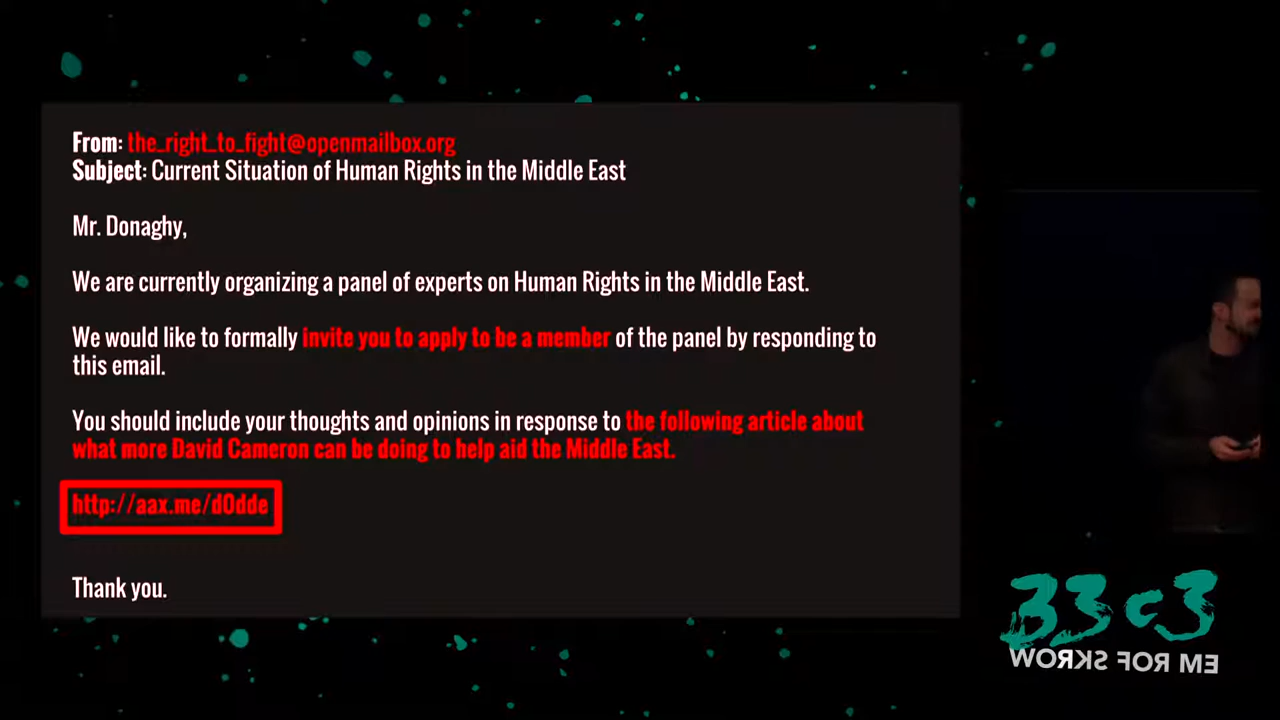 From: the_right_to_fight@openmailbox.org
Subject: Current Situation of Human Rights in the Middle East
Mr. Donaghy,
We are currently organizing a panel of experts on Human Rights in the Middle East.
We would like to formally invite you to apply to be a member of the panel by responding to
this email.
You should include your thoughts and opinions in response to the following article about
what more David Cameron can be doing to help aid the Middle East.
http://aax.me/d0dde
Thank you.
33c3
WORKS FOR ME